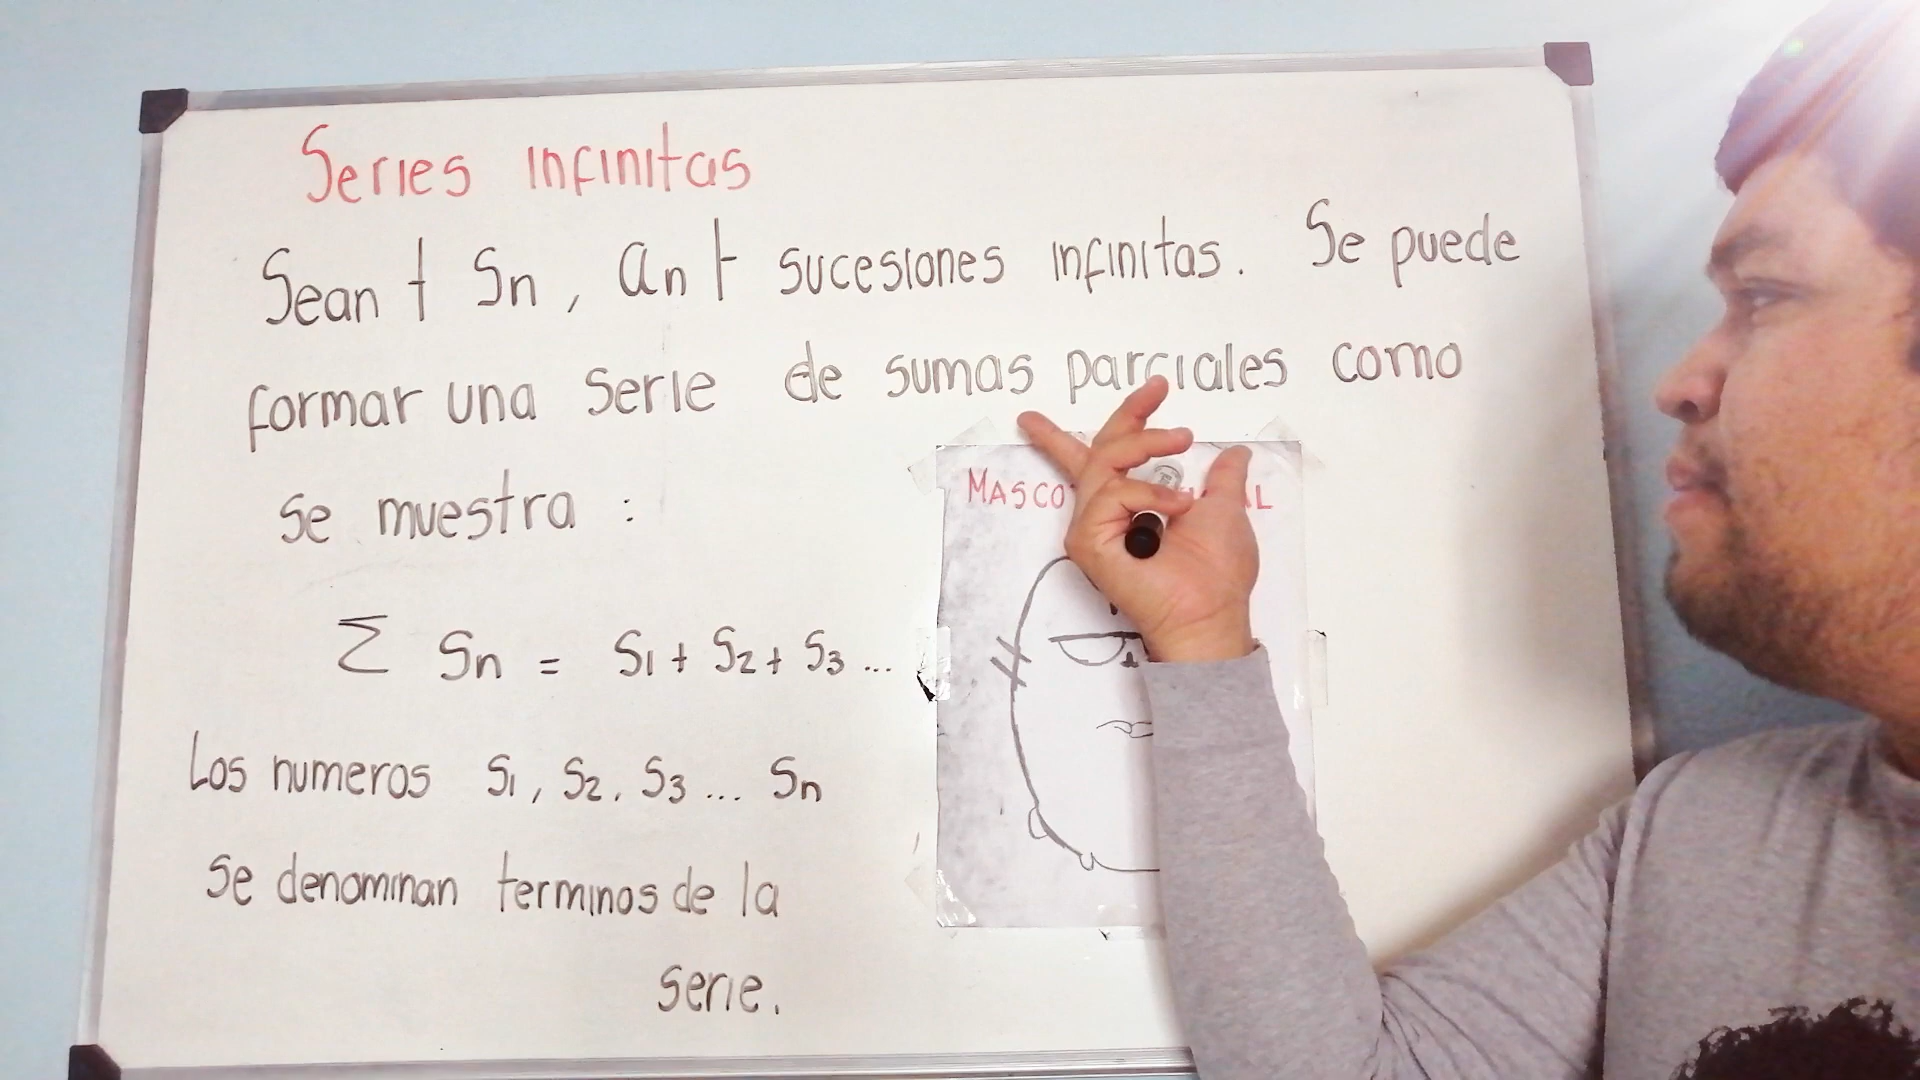 Series infinitas
Sean { Sn, an } sucesiones infinitas. Se puede
formar una serie de sumas parciales como
se muestra :
Σ Sn = S1 + S2 + S3 ...
Los numeros S1, S2, S3 ... Sn
se denominan terminos de la
serie.